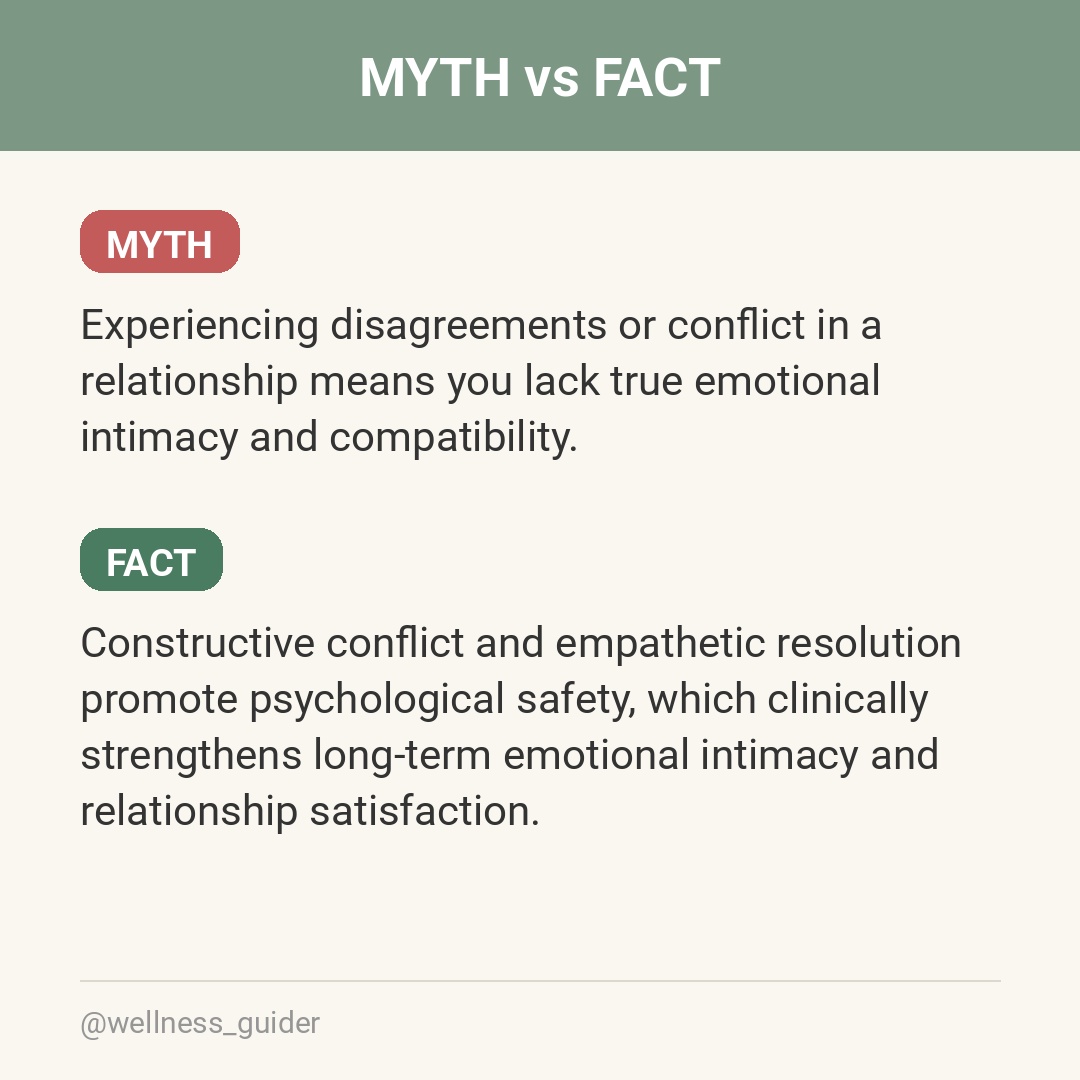 MYTH vs FACT
MYTH
Experiencing disagreements or conflict in a
relationship means you lack true emotional
intimacy and compatibility.
FACT
Constructive conflict and empathetic resolution
promote psychological safety, which clinically
strengthens long-term emotional intimacy and
relationship satisfaction.
@wellness_guider